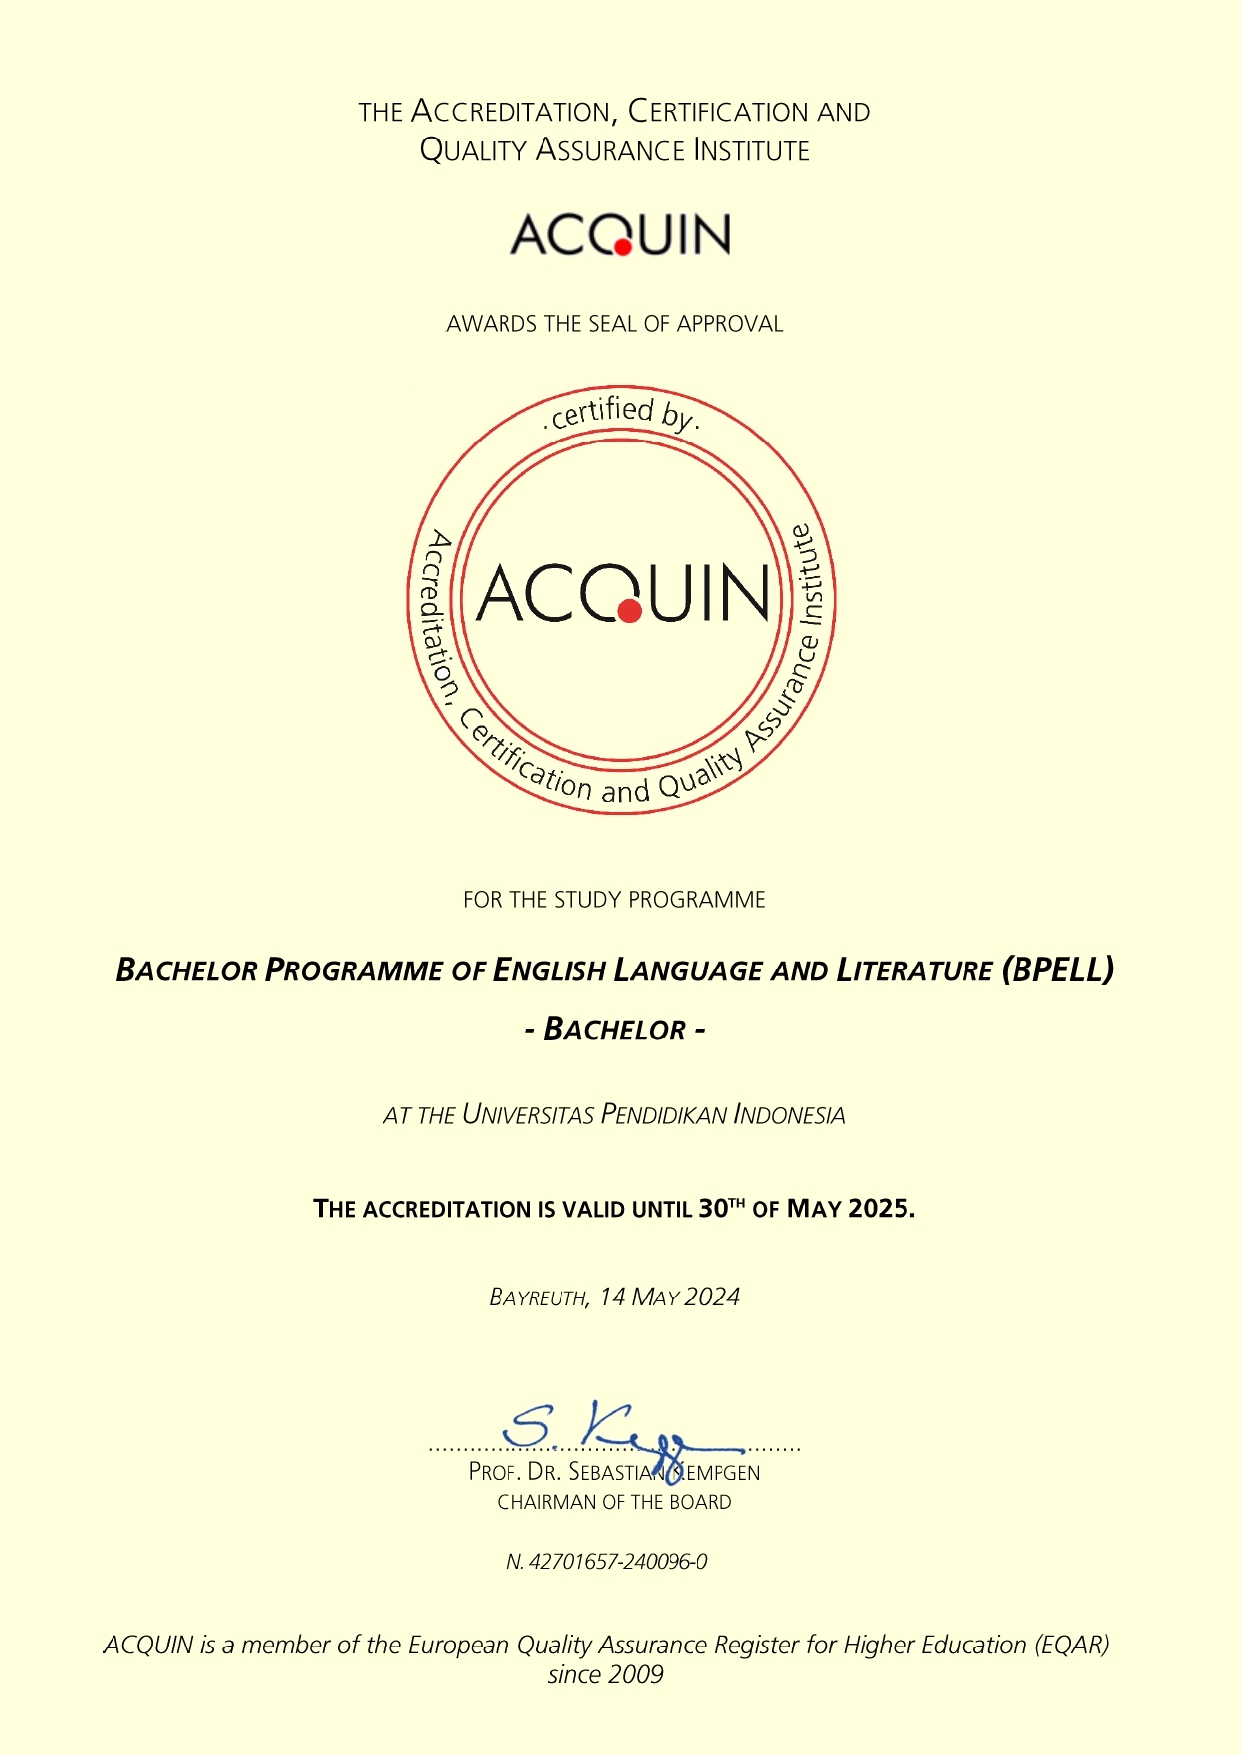 THE ACCREDITATION, CERTIFICATION AND
QUALITY ASSURANCE INSTITUTE
ACQUIN
AWARDS THE SEAL OF APPROVAL
· certified by ·
ACQUIN
Accreditation, Certification and Quality Assurance Institute
FOR THE STUDY PROGRAMME
BACHELOR PROGRAMME OF ENGLISH LANGUAGE AND LITERATURE (BPELL)
- BACHELOR -
AT THE UNIVERSITAS PENDIDIKAN INDONESIA
THE ACCREDITATION IS VALID UNTIL 30TH OF MAY 2025.
BAYREUTH, 14 MAY 2024
S. Kempgen
PROF. DR. SEBASTIAN KEMPGEN
CHAIRMAN OF THE BOARD
N. 42701657-240096-0
ACQUIN is a member of the European Quality Assurance Register for Higher Education (EQAR)
since 2009